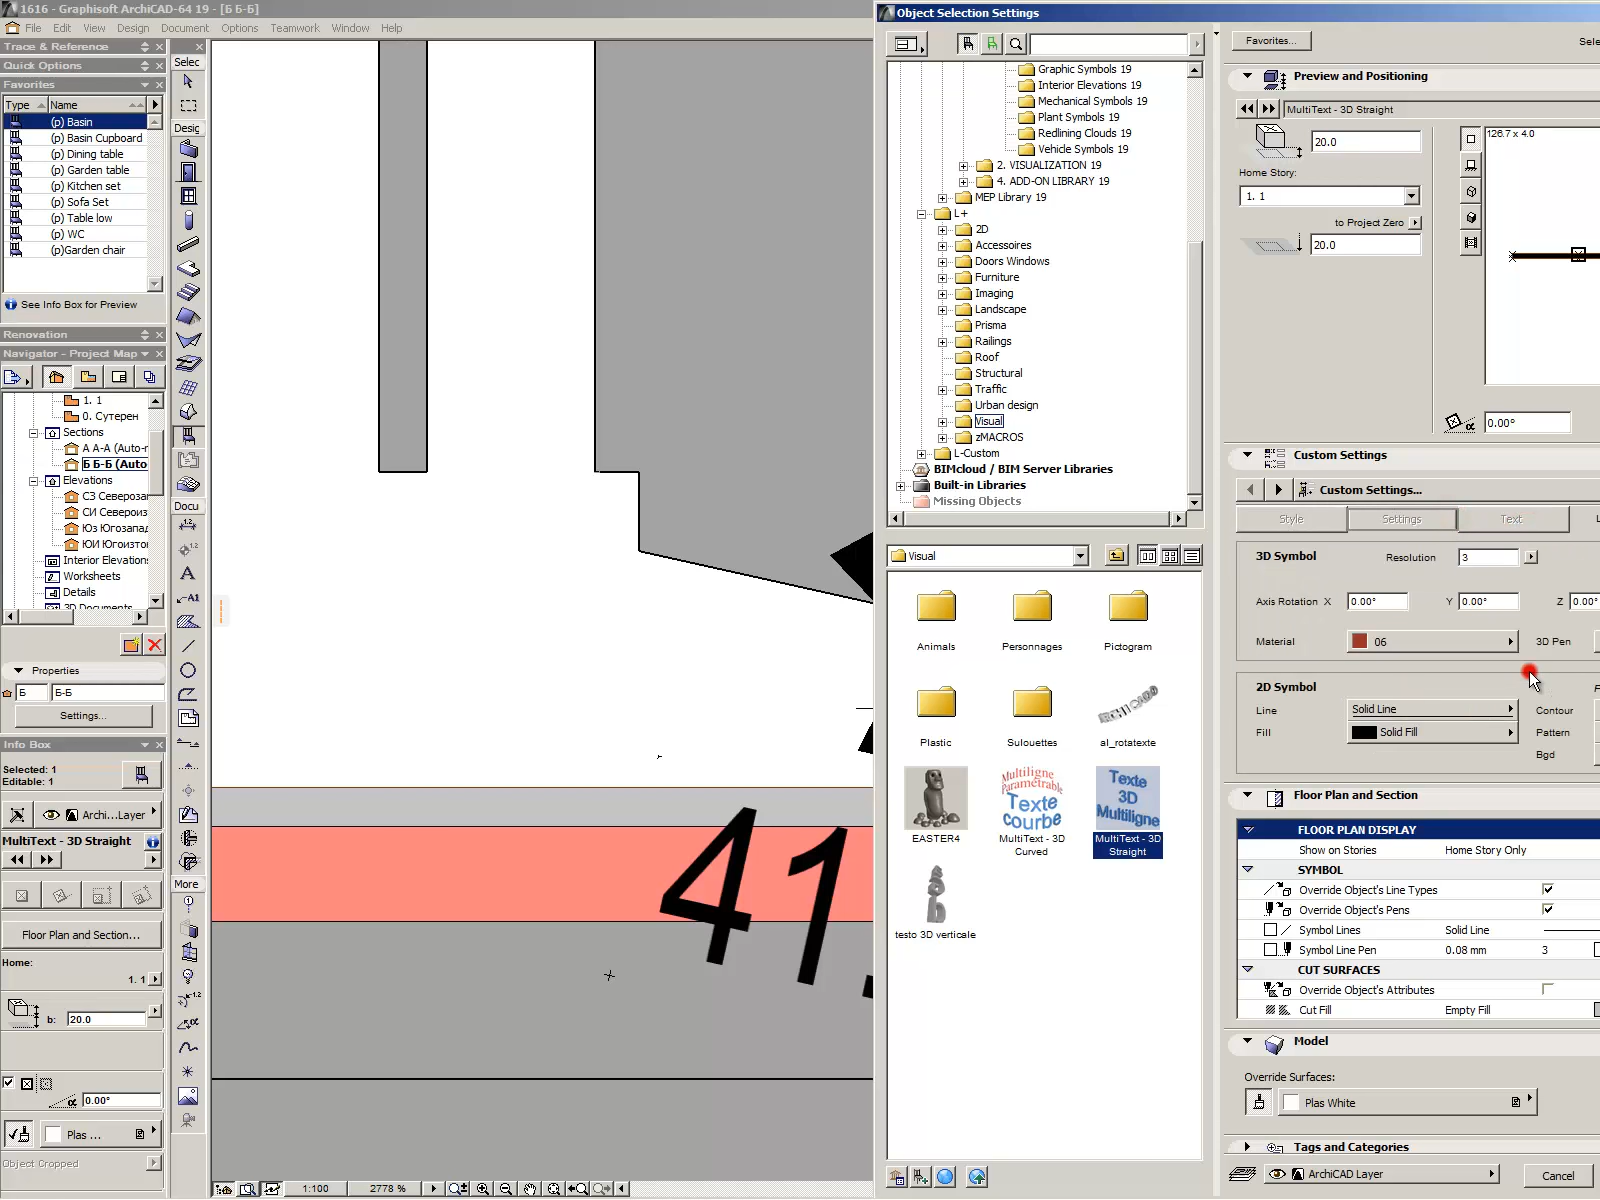 1616 - Graphisoft ArchiCAD-64 19 - [Б Б-Б]
File Edit View Design Document Options Teamwork Window Help
Trace & Reference
Quick Options
Favorites
Type Name
(p) Basin
(p) Basin Cupboard
(p) Dining table
(p) Garden table
(p) Kitchen set
(p) Sofa Set
(p) Table low
(p) WC
(p)Garden chair
See Info Box for Preview
Renovation
Navigator - Project Map
1. 1
0. Сутерен
Sections
А А-А (Auto-r
Б Б-Б (Auto
Elevations
СЗ Северозаг
СИ Североиз
Юз Югозапад
ЮИ Югоизто
Interior Elevation
Worksheets
Details
3D Documents
Properties
Б Б-Б
Settings...
Info Box
Selected: 1
Editable: 1
Archi...Layer
MultiText - 3D Straight
Floor Plan and Section...
Home:
1. 1
b: 20.0
α 0.00°
Plas ...
Object Cropped
Selec
Desig
Docu
More
41.
1:100 2778 %
Object Selection Settings
Graphic Symbols 19
Interior Elevations 19
Mechanical Symbols 19
Plant Symbols 19
Redlining Clouds 19
Vehicle Symbols 19
2. VISUALIZATION 19
4. ADD-ON LIBRARY 19
MEP Library 19
L+
2D
Accessoires
Doors Windows
Furniture
Imaging
Landscape
Prisma
Railings
Roof
Structural
Traffic
Urban design
Visual
zMACROS
L-Custom
BIMcloud / BIM Server Libraries
Built-in Libraries
Missing Objects
Visual
Animals Personnages Pictogram
Plastic Sulouettes al_rotatexte
Multiligne
Paramétrable
Texte
courbe
Texte
3D
Multiligne
EASTER4 MultiText - 3D Curved MultiText - 3D Straight
testo 3D verticale
Favorites... Sele
Preview and Positioning
MultiText - 3D Straight
20.0
126.7 x 4.0
Home Story:
1. 1
to Project Zero
20.0
α 0.00°
Custom Settings
Custom Settings...
Style Settings Text
3D Symbol Resolution 3
Axis Rotation X 0.00° Y 0.00° Z 0.00°
Material 06 3D Pen
2D Symbol
Line Solid Line Contour
Fill Solid Fill Pattern
Bgd
Floor Plan and Section
FLOOR PLAN DISPLAY
Show on Stories Home Story Only
SYMBOL
Override Object's Line Types
Override Object's Pens
Symbol Lines Solid Line
Symbol Line Pen 0.08 mm 3
CUT SURFACES
Override Object's Attributes
Cut Fill Empty Fill
Model
Override Surfaces:
Plas White
Tags and Categories
ArchiCAD Layer
Cancel